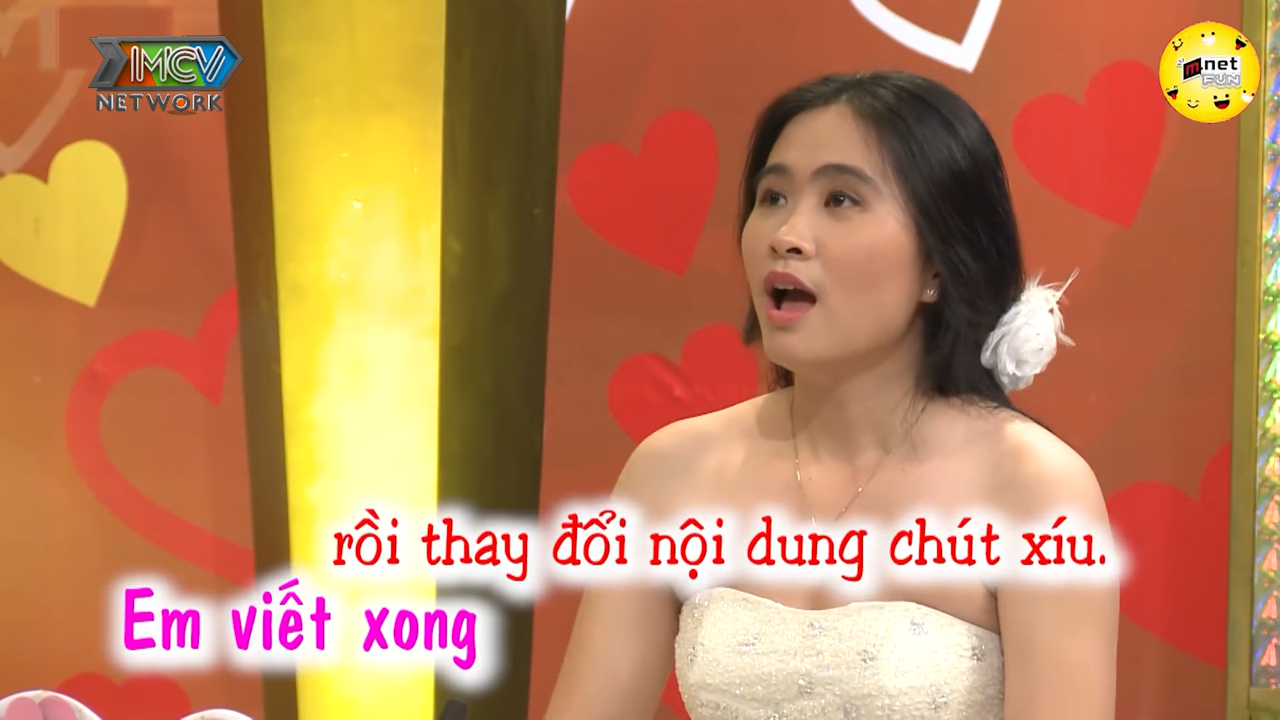 MCV
NETWORK
m.net
FUN
rồi thay đổi nội dung chút xíu.
Em viết xong